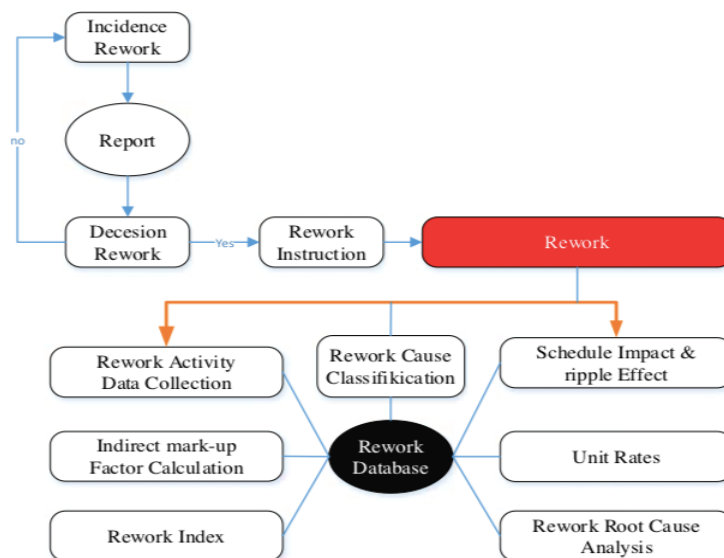 Incidence
Rework
no
Report
Decesion
Rework
Yes
Rework
Instruction
Rework
Rework Activity
Data Collection
Rework Cause
Classifikication
Schedule Impact &
ripple Effect
Indirect mark-up
Factor Calculation
Rework
Database
Unit Rates
Rework Index
Rework Root Cause
Analysis